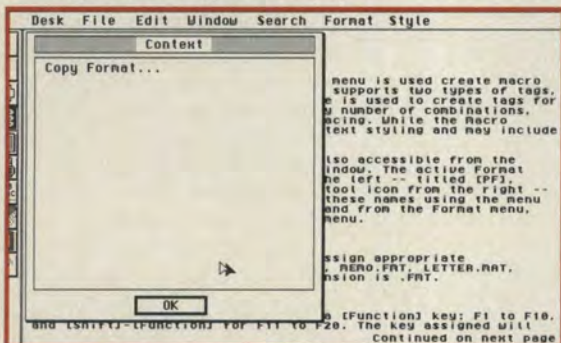 Desk File Edit Window Search Format Style
Context
Copy Format...
menu is used create macro
supports two types of tags,
e is used to create tags for
y number of combinations,
acing. While the Macro
text styling and may include
lso accessible from the
indow. The active Format
he left -- titled [PF],
tool icon from the right --
these names using the menu
and from the Format menu,
menu.
ssign appropriate
, MEMO.FMT, LETTER.MAT,
nsion is .FMT.
OK
a [Function] key: F1 to F10,
and [Shift]-[Function] for F11 to F20. The key assigned will
Continued on next page